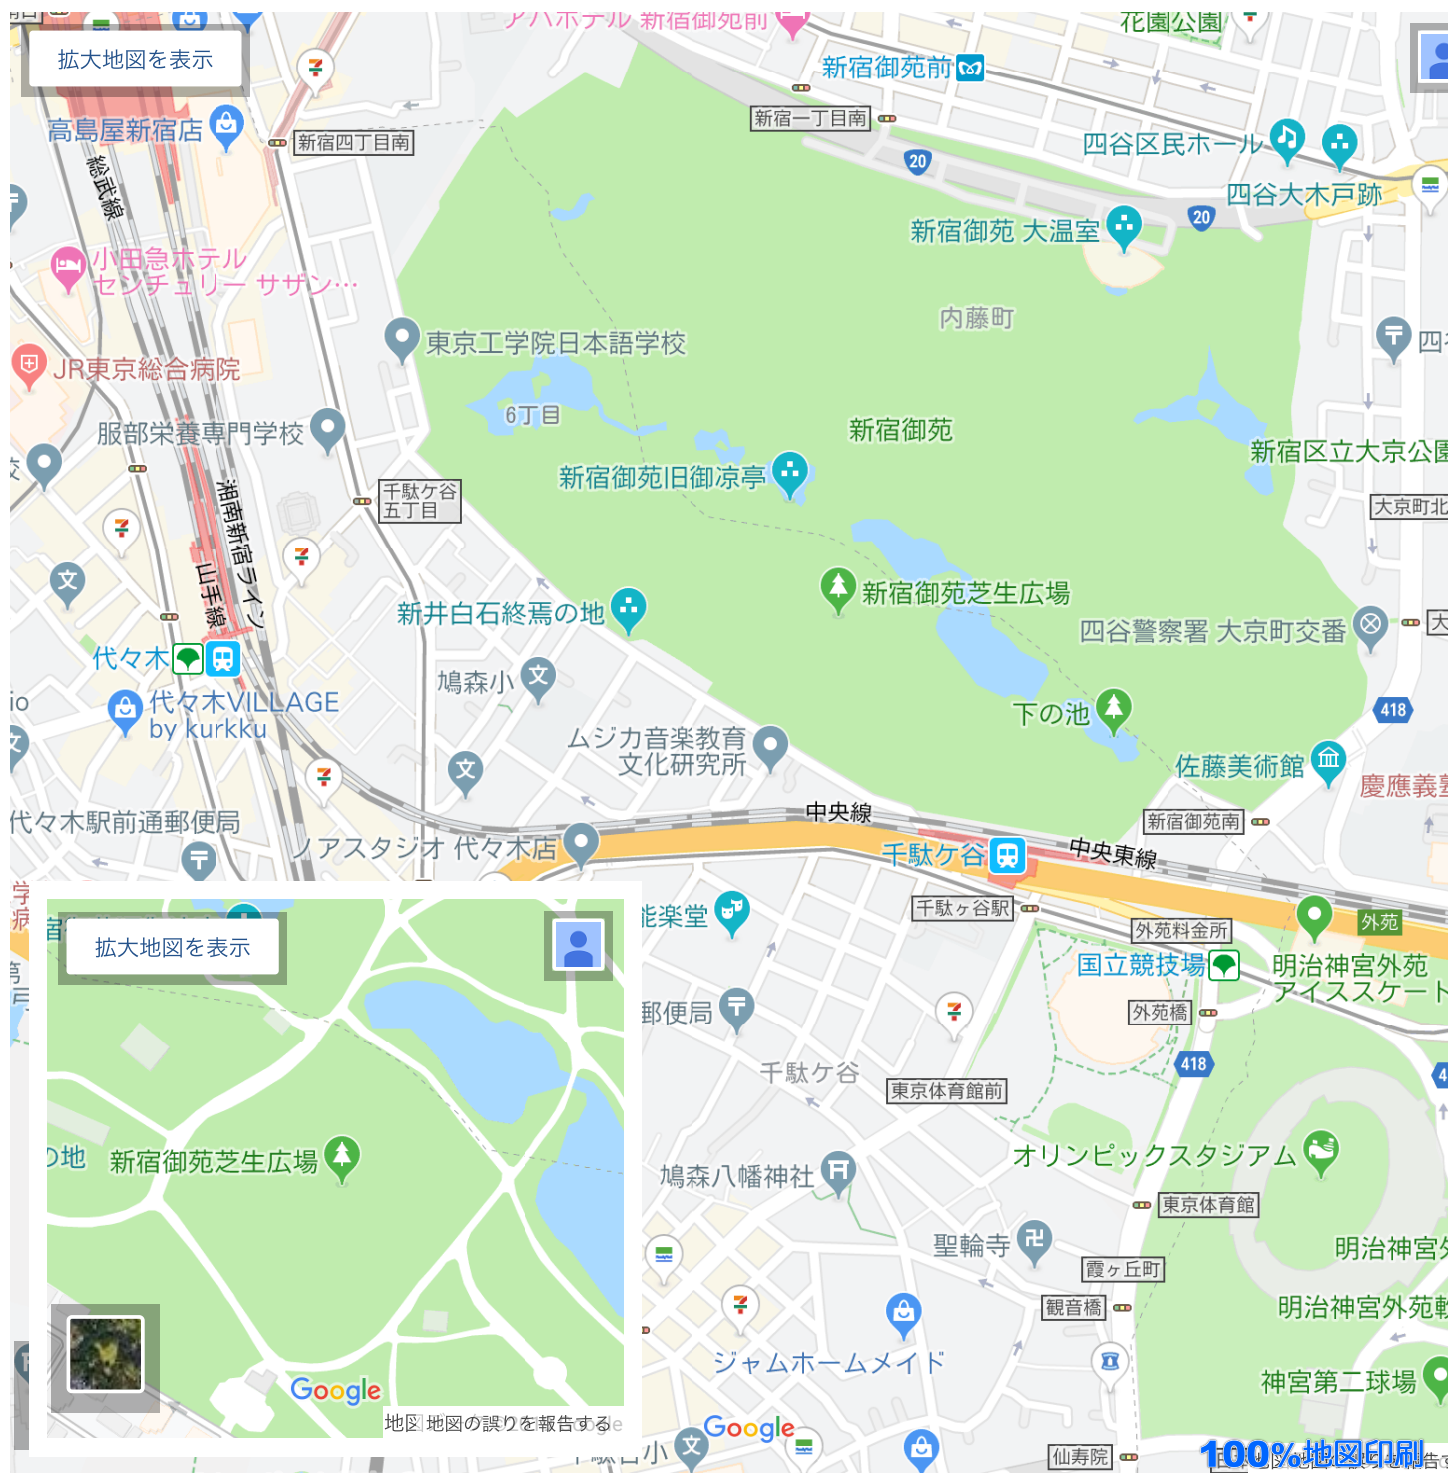 アパホテル 新宿御苑前
花園公園
拡大地図を表示
新宿御苑前
高島屋新宿店
新宿四丁目南
新宿一丁目南
20
四谷区民ホール
総武線
四谷大木戸跡
20
新宿御苑 大温室
小田急ホテル
センチュリー サザン…
内藤町
東京工学院日本語学校
四谷
JR東京総合病院
6丁目
新宿御苑
服部栄養専門学校
新宿区立大京公園
新宿御苑旧御凉亭
千駄ケ谷
五丁目
大京町北
湘南新宿ライン
山手線
新宿御苑芝生広場
新井白石終焉の地
四谷警察署 大京町交番
大
代々木
鳩森小
代々木VILLAGE
by kurkku
io
下の池
418
ムジカ音楽教育
文化研究所
佐藤美術館
慶應義塾
代々木駅前通郵便局
中央線
新宿御苑南
ノアスタジオ 代々木店
千駄ケ谷
中央東線
千駄ヶ谷駅
能楽堂
外苑
外苑料金所
国立競技場
明治神宮外苑
アイススケート
拡大地図を表示
郵便局
外苑橋
千駄ケ谷
418
東京体育館前
の地
新宿御苑芝生広場
オリンピックスタジアム
鳩森八幡神社
東京体育館
聖輪寺
明治神宮外
霞ヶ丘町
観音橋
明治神宮外苑軟
ジャムホームメイド
神宮第二球場
Google
地図 地図の誤りを報告する
Google
千駄谷小
仙寿院
100%地図印刷